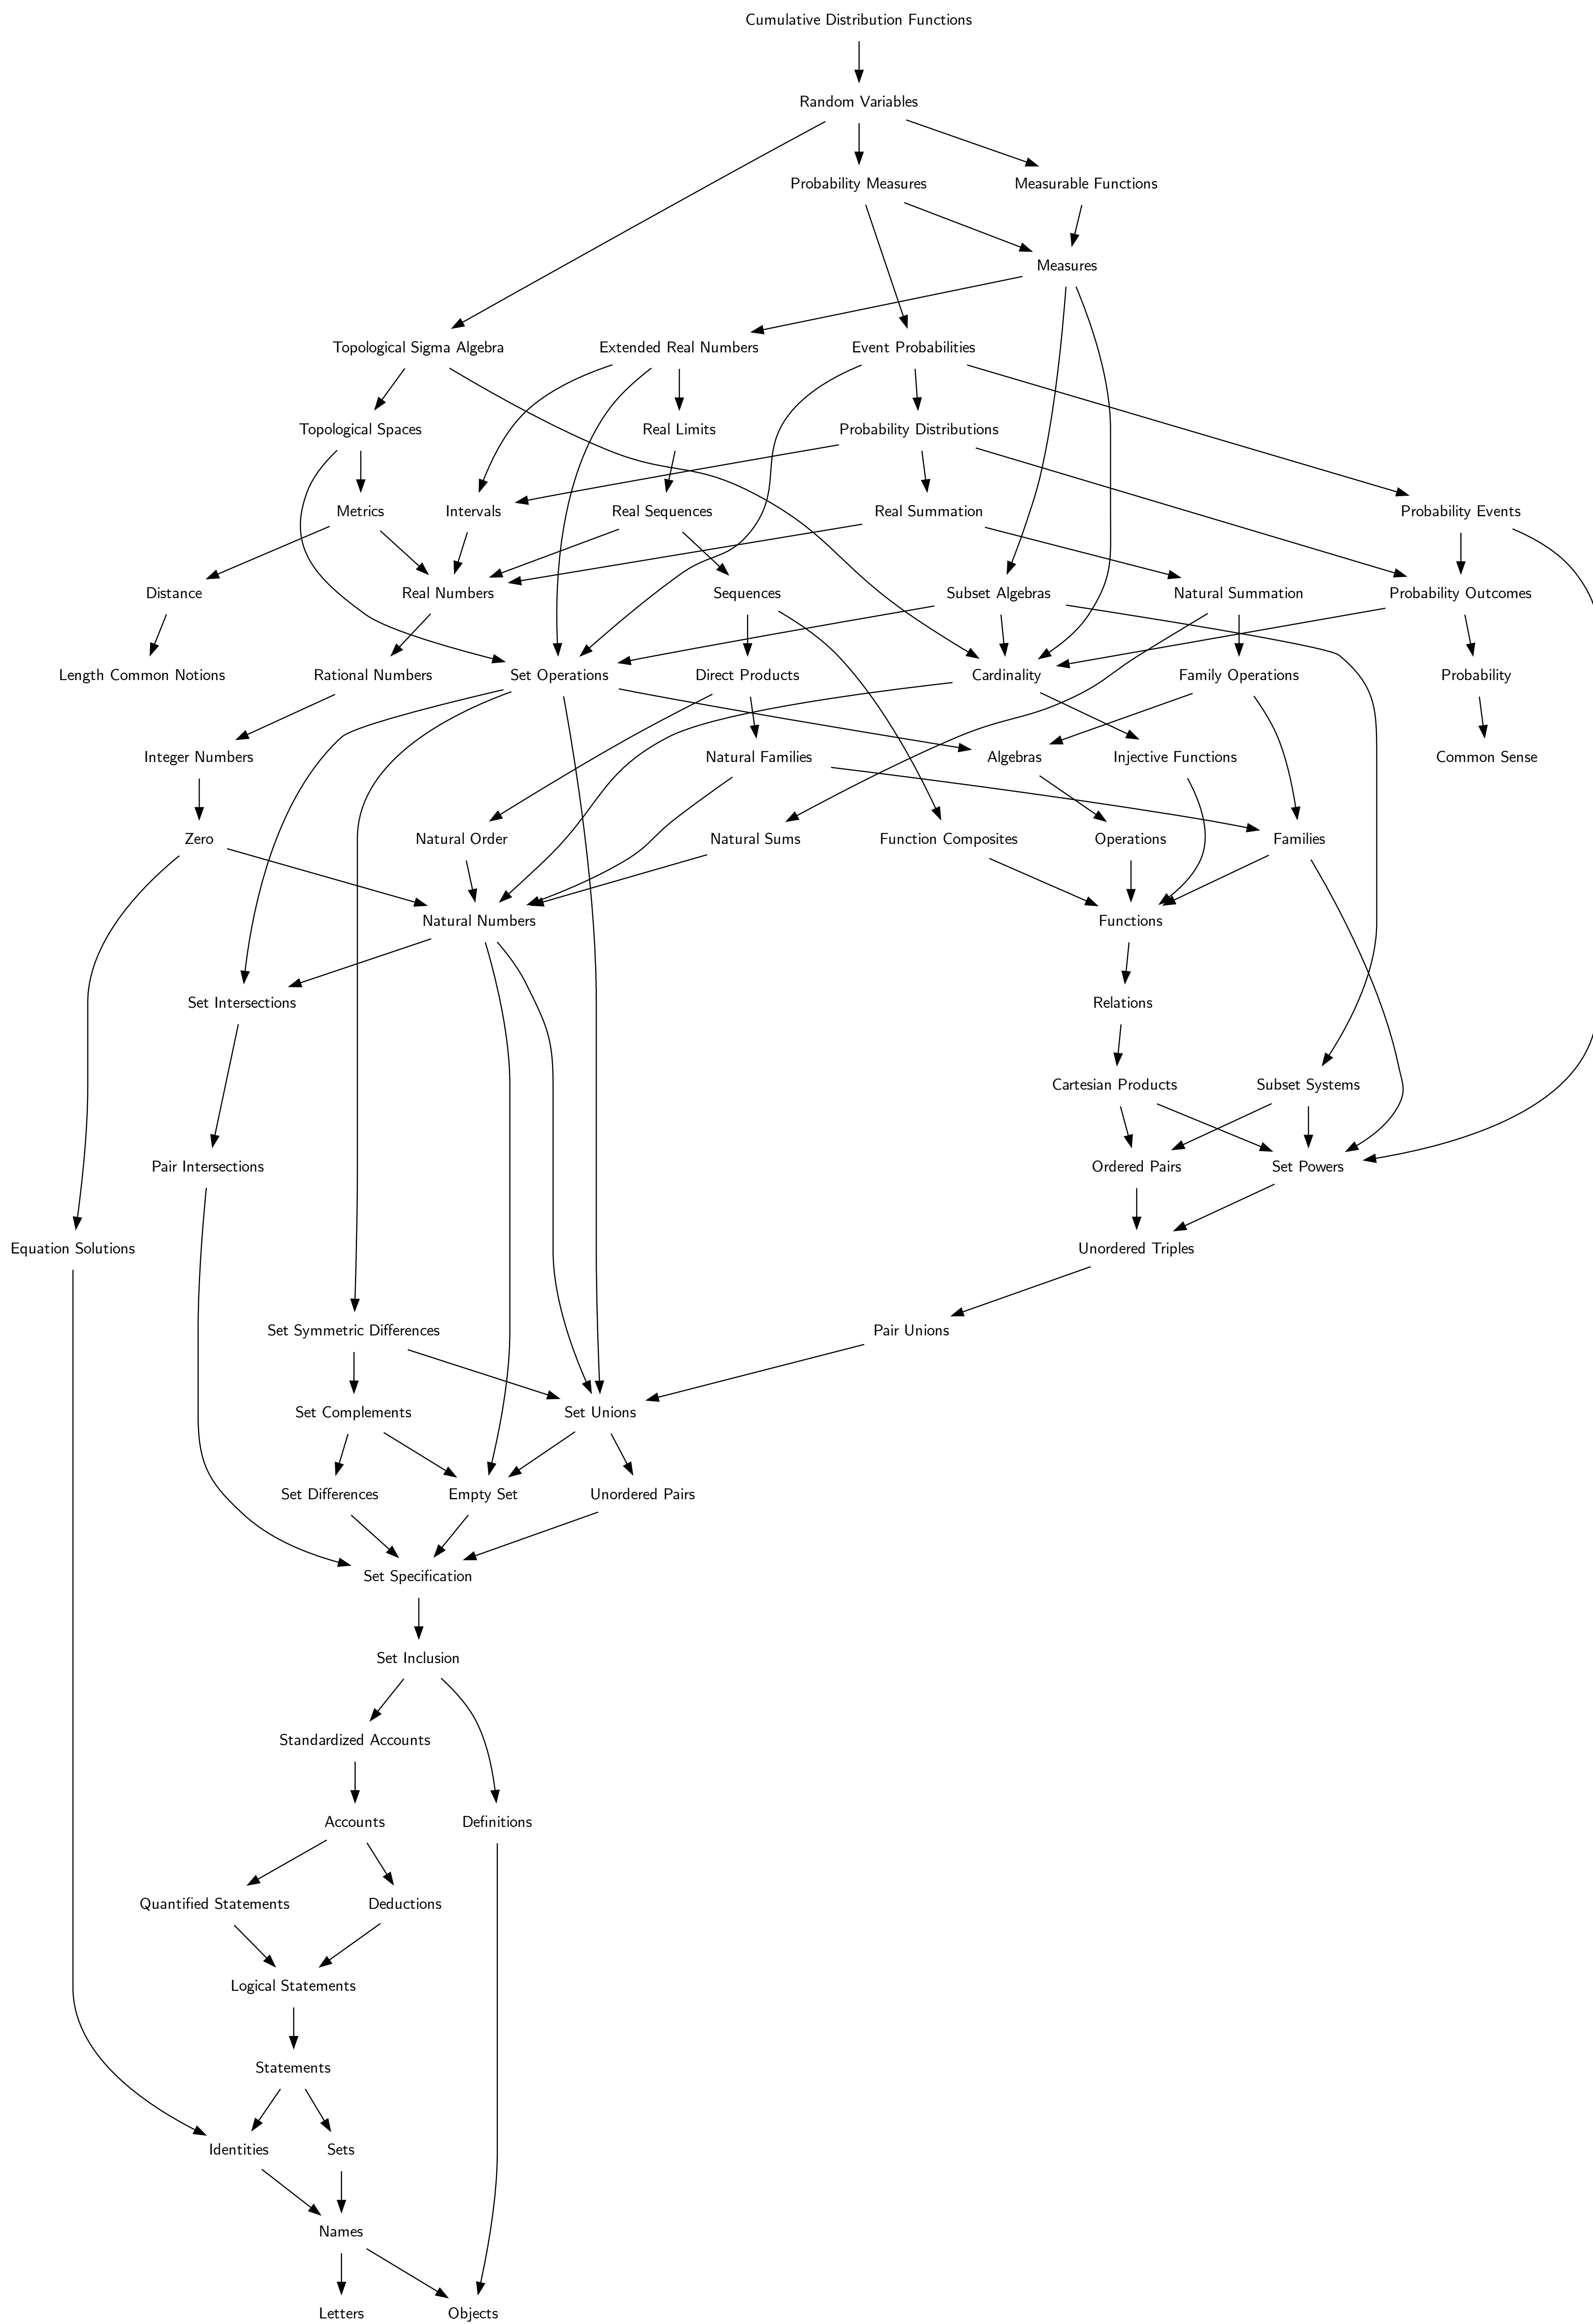 Cumulative Distribution Functions
Random Variables
Probability Measures
Measurable Functions
Measures
Topological Sigma Algebra
Extended Real Numbers
Event Probabilities
Topological Spaces
Real Limits
Probability Distributions
Metrics
Intervals
Real Sequences
Real Summation
Probability Events
Distance
Real Numbers
Sequences
Subset Algebras
Natural Summation
Probability Outcomes
Length Common Notions
Rational Numbers
Set Operations
Direct Products
Cardinality
Family Operations
Probability
Integer Numbers
Natural Families
Algebras
Injective Functions
Common Sense
Zero
Natural Order
Natural Sums
Function Composites
Operations
Families
Natural Numbers
Functions
Set Intersections
Relations
Cartesian Products
Subset Systems
Pair Intersections
Ordered Pairs
Set Powers
Equation Solutions
Unordered Triples
Set Symmetric Differences
Pair Unions
Set Complements
Set Unions
Set Differences
Empty Set
Unordered Pairs
Set Specification
Set Inclusion
Standardized Accounts
Accounts
Definitions
Quantified Statements
Deductions
Logical Statements
Statements
Identities
Sets
Names
Letters
Objects